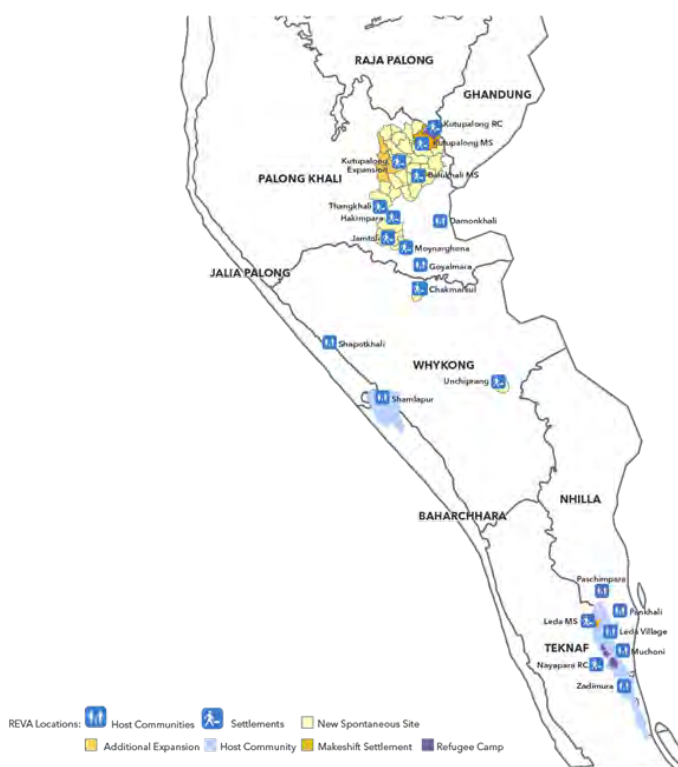 RAJA PALONG
GHANDUNG
Kutupalong RC
Kutupalong MS
Kutupalong
Expansion
Balukhali MS
PALONG KHALI
Thangkhali
Hakimpara
Damonkhali
Jamtoli
Moynarghona
Goyalmara
JALIA PALONG
Chakmarkul
Shapotkhali
WHYKONG
Unchiprang
Shamlapur
NHILLA
BAHARCHHARA
Paschimpara
Pankhali
Leda MS
Leda Village
TEKNAF
Muchoni
Nayapara RC
Zadimura
REVA Locations: Host Communities Settlements New Spontaneous Site
Additional Expansion Host Community Makeshift Settlement Refugee Camp